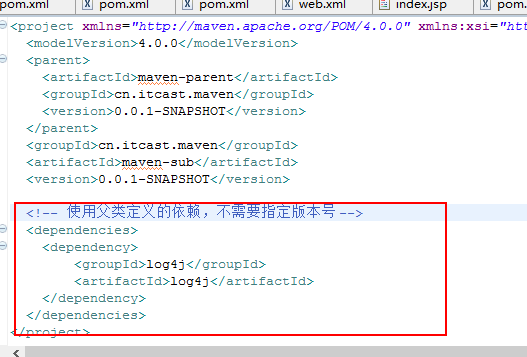 pom.xml pom.xml pom.xml web.xml index.jsp pom.
<project xmlns="http://maven.apache.org/POM/4.0.0" xmlns:xsi="htt
<modelVersion>4.0.0</modelVersion>
<parent>
<artifactId>maven-parent</artifactId>
<groupId>cn.itcast.maven</groupId>
<version>0.0.1-SNAPSHOT</version>
</parent>
<groupId>cn.itcast.maven</groupId>
<artifactId>maven-sub</artifactId>
<version>0.0.1-SNAPSHOT</version>
<!-- 使用父类定义的依赖，不需要指定版本号 -->
<dependencies>
<dependency>
<groupId>log4j</groupId>
<artifactId>log4j</artifactId>
</dependency>
</dependencies>
</project>